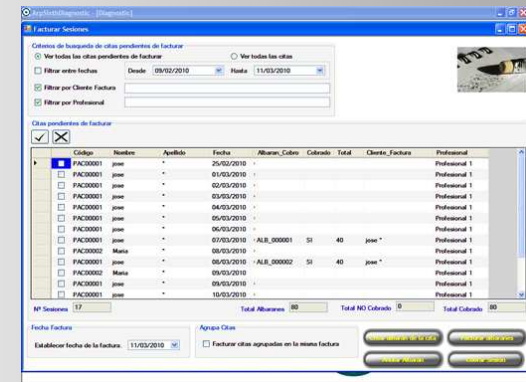 ArpSlothDiagnostic - [Diagnostic]
Facturar Sesiones
Criterios de busqueda de citas pendientes de facturar
Ver todas las citas pendientes de facturar Ver todas las citas
Filtrar entre fechas Desde 09/02/2010 Hasta 11/03/2010
Filtrar por Cliente Factura
Filtrar por Profesional
Citas pendientes de facturar
Código Nombre Apellido Fecha Albaran_Cobro Cobrado Total Cliente_Factura Profesional
PAC00001 jose * 25/02/2010 - Profesional 1
PAC00001 jose * 01/03/2010 - Profesional 1
PAC00001 jose * 02/03/2010 - Profesional 1
PAC00001 jose * 03/03/2010 - Profesional 1
PAC00001 jose * 04/03/2010 - Profesional 1
PAC00001 jose * 05/03/2010 - Profesional 1
PAC00001 jose * 06/03/2010 - Profesional 1
PAC00001 jose * 07/03/2010 - ALB_000001 SI 40 jose * Profesional 1
PAC00002 Maria * 08/03/2010 - Profesional 1
PAC00001 jose * 08/03/2010 - ALB_000002 SI 40 jose * Profesional 1
PAC00002 Maria * 09/03/2010 Profesional 1
PAC00001 jose * 09/03/2010 - Profesional 1
PAC00001 jose * 10/03/2010 - Profesional 1
Nº Sesiones 17 Total Albaranes 80 Total NO Cobrado 0 Total Cobrado 80
Fecha Factura Agrupa Citas
Establecer fecha de la factura. 11/03/2010 Facturar citas agrupadas en la misma factura
Facturar albaranes